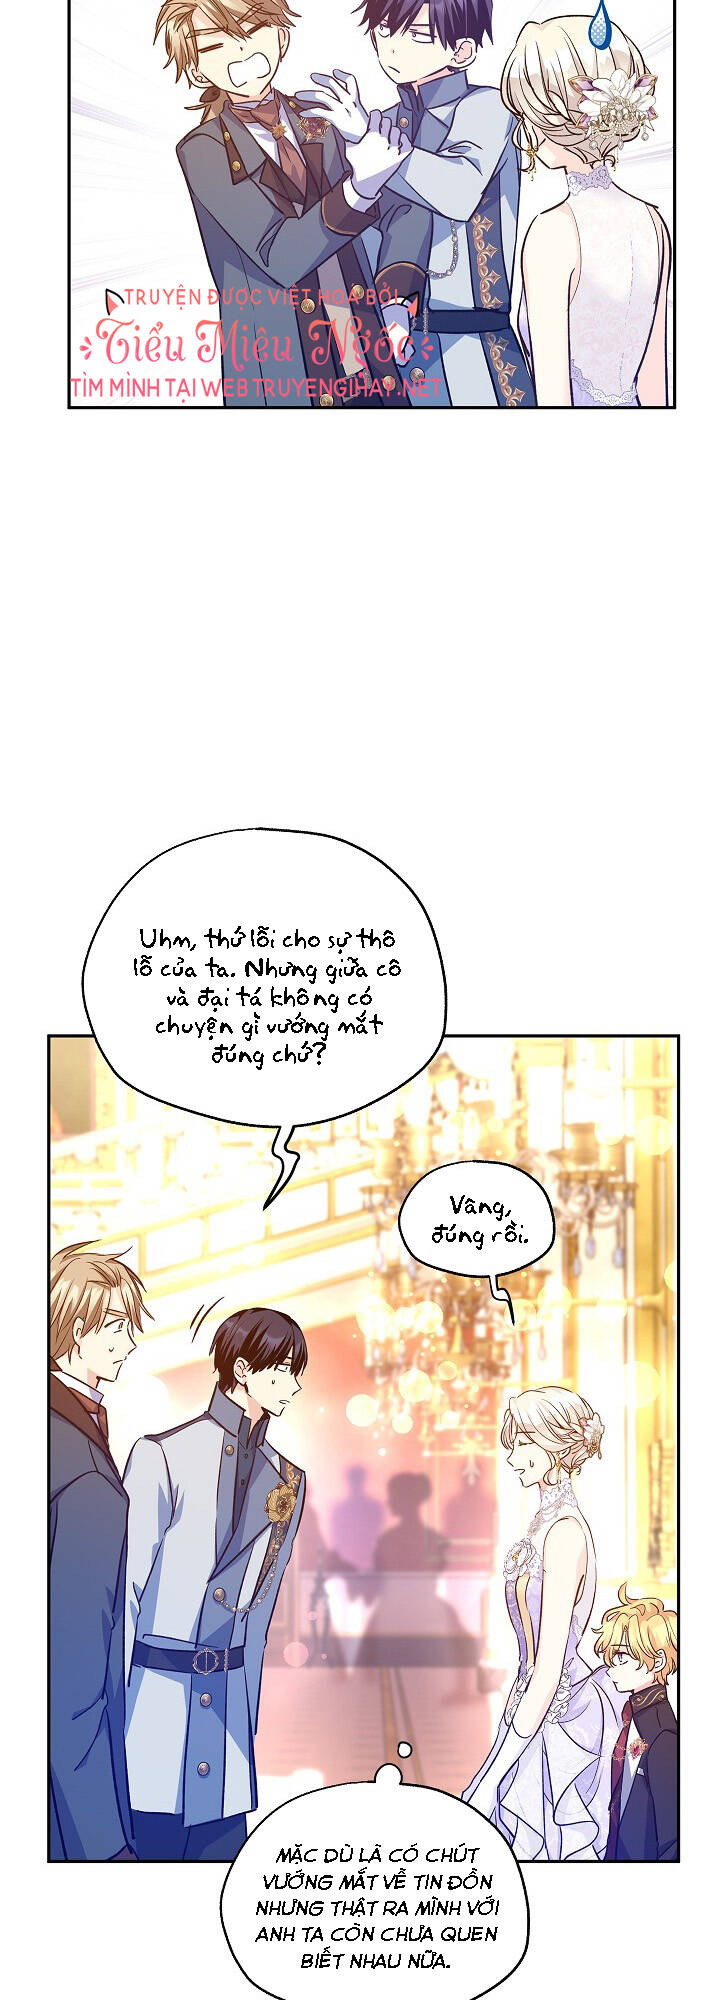 TRUYỆN ĐƯỢC VIỆT HOÁ BỞI
Tiểu Miêu Ngốc
TÌM MÌNH TẠI WEB TRUYENGIHAY.NET
Uhm, thứ lỗi cho sự thô
lỗ của ta. Nhưng giữa cô
và đại tá không có
chuyện gì vướng mắt
đúng chứ?
Vâng,
đúng rồi.
MẶC DÙ LÀ CÓ CHÚT
VƯỚNG MẮT VỀ TIN ĐỒN
NHƯNG THẬT RA MÌNH VỚI
ANH TA CÒN CHƯA QUEN
BIẾT NHAU NỮA.